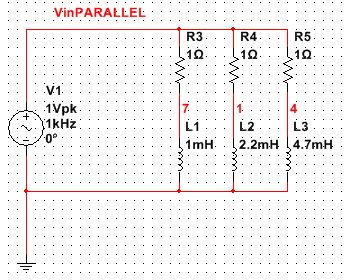 VinPARALLEL
R3
1Ω
R4
1Ω
R5
1Ω
V1
1Vpk
1kHz
0°
7
1
4
L1
1mH
L2
2.2mH
L3
4.7mH